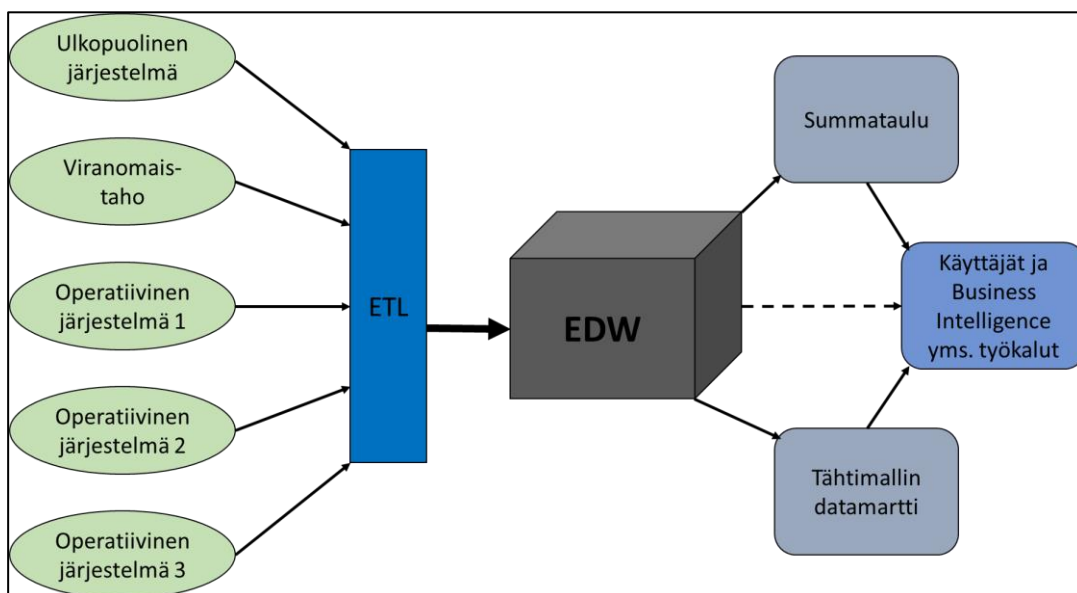 Ulkopuolinen
järjestelmä
Viranomais-
taho
Operatiivinen
järjestelmä 1
Operatiivinen
järjestelmä 2
Operatiivinen
järjestelmä 3
ETL
EDW
Summataulu
Käyttäjät ja
Business
Intelligence
yms. työkalut
Tähtimallin
datamartti